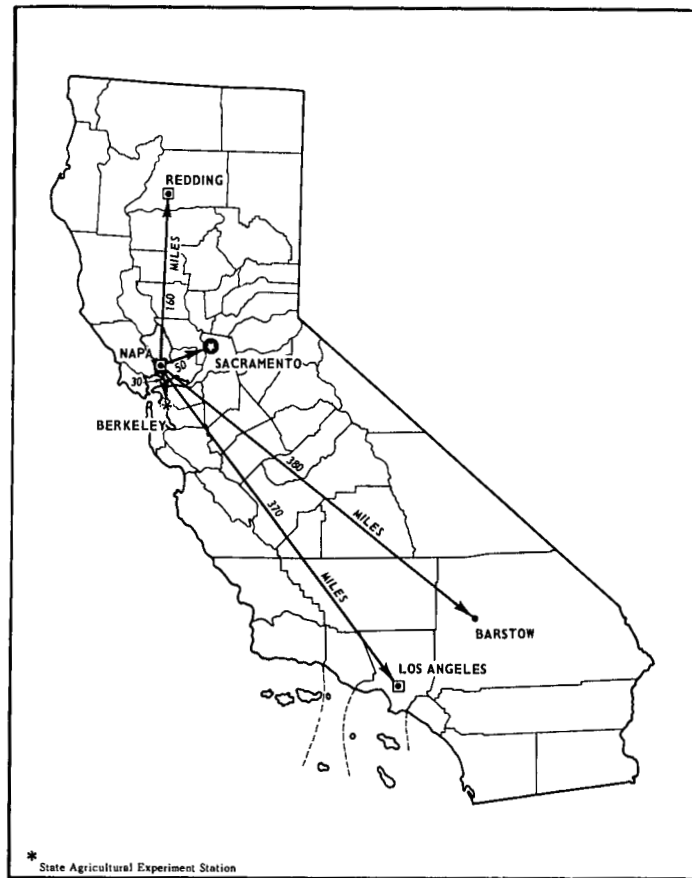 REDDING
160 MILES
NAPA
50
SACRAMENTO
30
BERKELEY
380 MILES
370 MILES
BARSTOW
LOS ANGELES
* State Agricultural Experiment Station